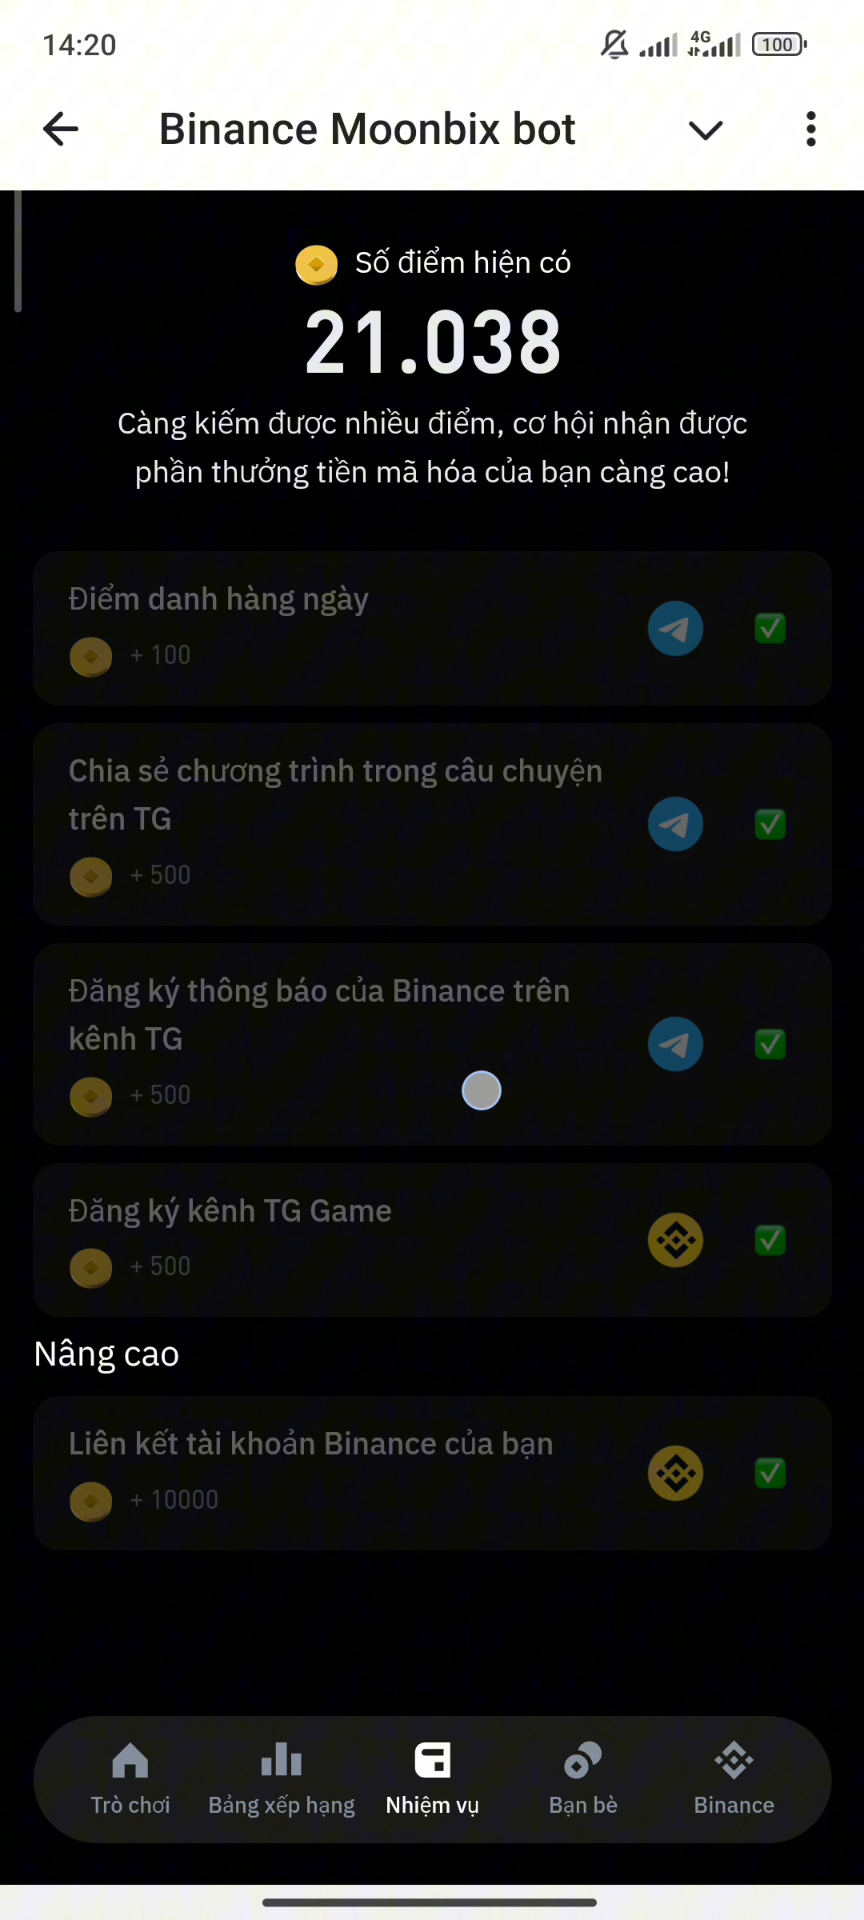 14:20
4G
100
Binance Moonbix bot
Số điểm hiện có
21.038
Càng kiếm được nhiều điểm, cơ hội nhận được
phần thưởng tiền mã hóa của bạn càng cao!
Điểm danh hàng ngày
+ 100
Chia sẻ chương trình trong câu chuyện
trên TG
+ 500
Đăng ký thông báo của Binance trên
kênh TG
+ 500
Đăng ký kênh TG Game
+ 500
Nâng cao
Liên kết tài khoản Binance của bạn
+ 10000
Trò chơi
Bảng xếp hạng
Nhiệm vụ
Bạn bè
Binance